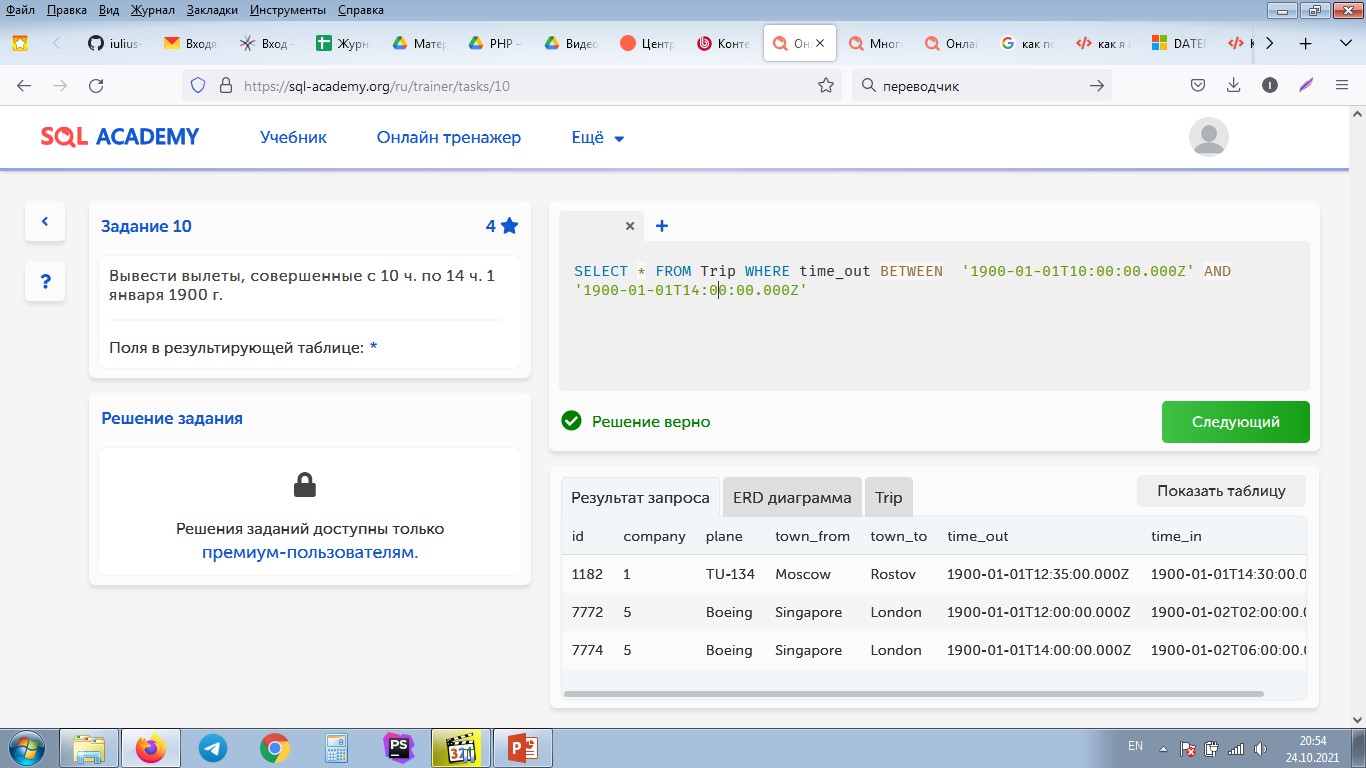 Файл Правка Вид Журнал Закладки Инструменты Справка
iulius- Входя Вход - Журн Матер PHP – Видео Центр Конте Он Мног Онла как по как я DATE
https://sql-academy.org/ru/trainer/tasks/10 переводчик
SQL ACADEMY Учебник Онлайн тренажер Ещё
Задание 10 4
Вывести вылеты, совершенные с 10 ч. по 14 ч. 1
января 1900 г.
Поля в результирующей таблице: *
Решение задания
Решения заданий доступны только
премиум-пользователям.
SELECT * FROM Trip WHERE time_out BETWEEN '1900-01-01T10:00:00.000Z' AND
'1900-01-01T14:00:00.000Z'
Решение верно Следующий
Результат запроса ERD диаграмма Trip Показать таблицу
id company plane town_from town_to time_out time_in
1182 1 TU-134 Moscow Rostov 1900-01-01T12:35:00.000Z 1900-01-01T14:30:00.0
7772 5 Boeing Singapore London 1900-01-01T12:00:00.000Z 1900-01-02T02:00:00.0
7774 5 Boeing Singapore London 1900-01-01T14:00:00.000Z 1900-01-02T06:00:00.0
EN 20:54
24.10.2021